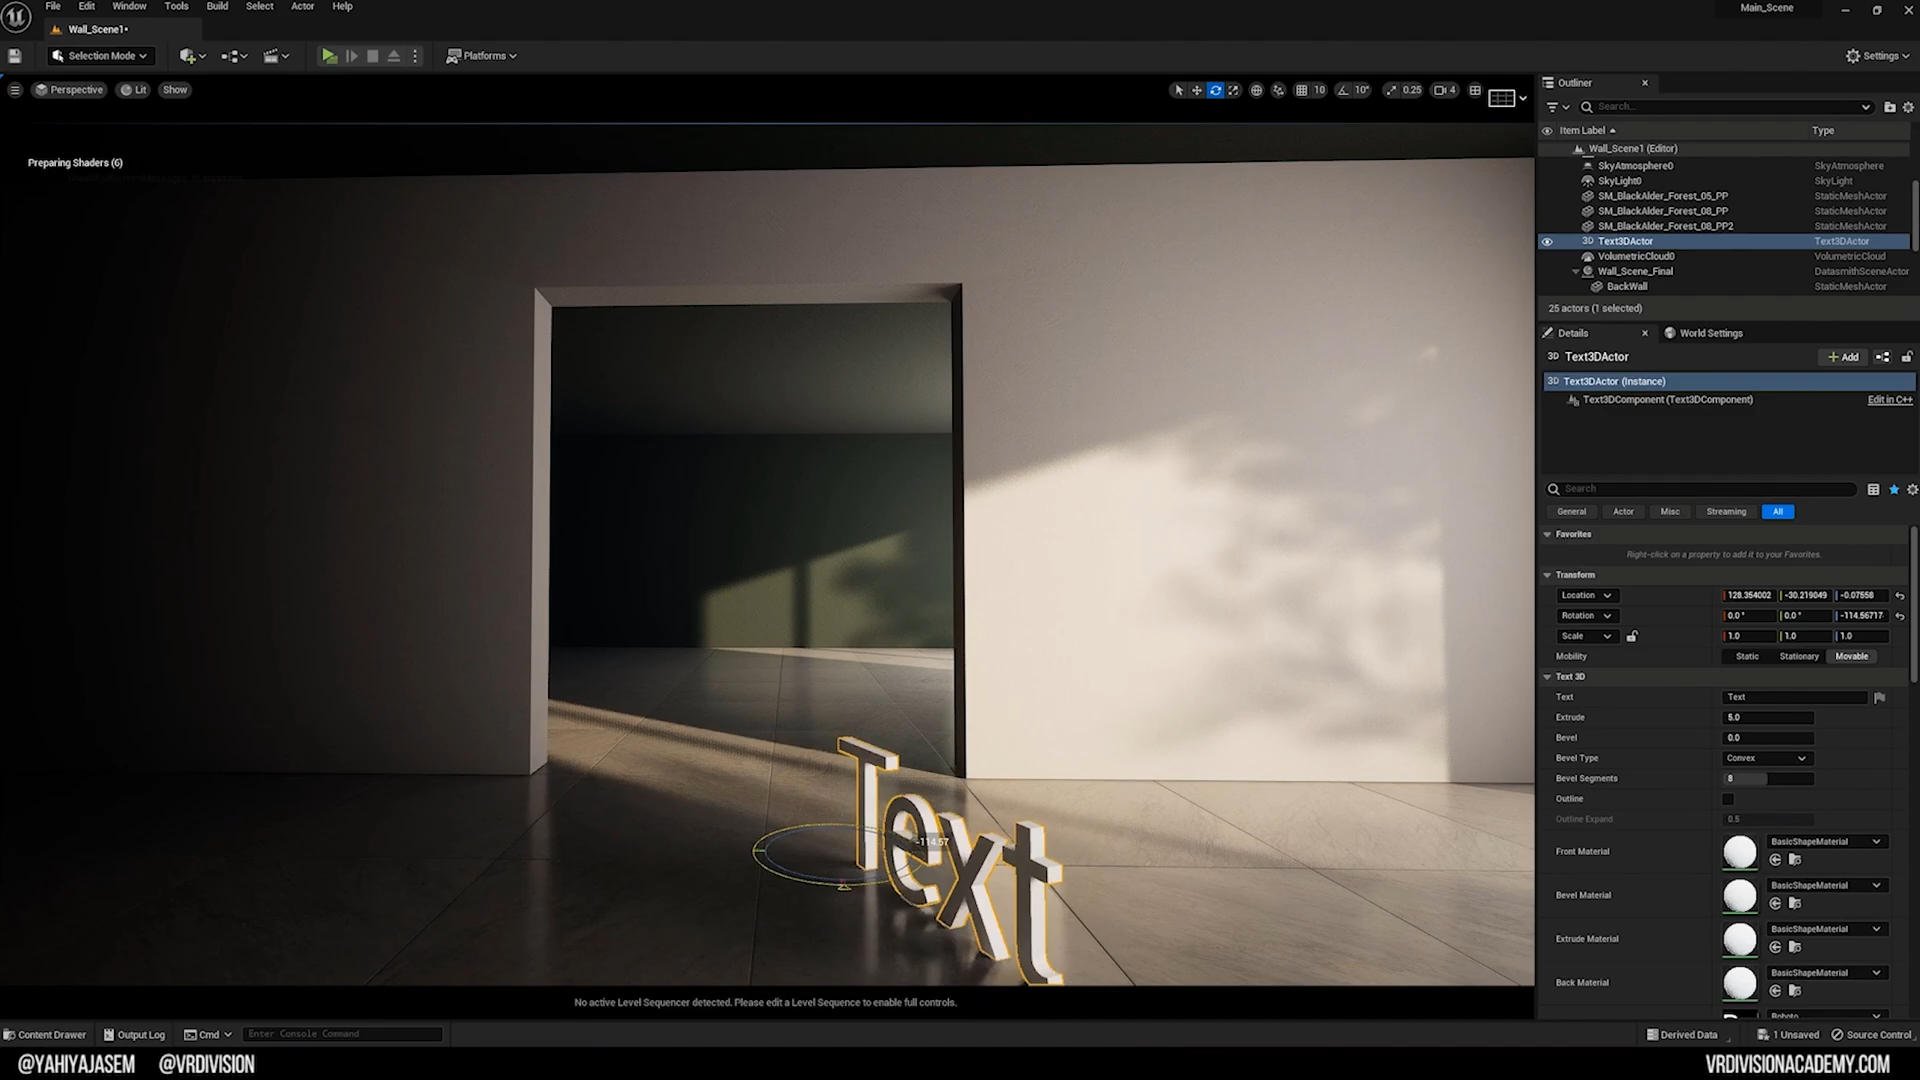 File Edit Window Tools Build Select Actor Help
Main_Scene
Wall_Scene1•
Selection Mode
Platforms
Settings
Perspective Lit Show
10 10° 0.25 4
Preparing Shaders (6)
Outliner
Search...
Item Label Type
Wall_Scene1 (Editor)
SkyAtmosphere0 SkyAtmosphere
SkyLight0 SkyLight
SM_BlackAlder_Forest_05_PP StaticMeshActor
SM_BlackAlder_Forest_08_PP StaticMeshActor
SM_BlackAlder_Forest_08_PP2 StaticMeshActor
3D Text3DActor Text3DActor
VolumetricCloud0 VolumetricCloud
Wall_Scene_Final DatasmithSceneActor
BackWall StaticMeshActor
25 actors (1 selected)
Details World Settings
3D Text3DActor Add
3D Text3DActor (Instance)
Text3DComponent (Text3DComponent) Edit in C++
Search
General Actor Misc Streaming All
Favorites
Right-click on a property to add it to your Favorites.
Transform
Location 128.354002 -30.219049 -0.07558
Rotation 0.0 ° 0.0 ° -114.56717
Scale 1.0 1.0 1.0
Mobility Static Stationary Movable
Text 3D
Text Text
Extrude 5.0
Bevel 0.0
Bevel Type Convex
Bevel Segments 8
Outline
Outline Expand 0.5
Front Material BasicShapeMaterial
Bevel Material BasicShapeMaterial
Extrude Material BasicShapeMaterial
Back Material BasicShapeMaterial
Roboto
Text
-114.57
No active Level Sequencer detected. Please edit a Level Sequence to enable full controls.
Content Drawer Output Log Cmd Enter Console Command
Derived Data 1 Unsaved Source Control
@YAHIYAJASEM @VRDIVISION
VRDIVISIONACADEMY.COM